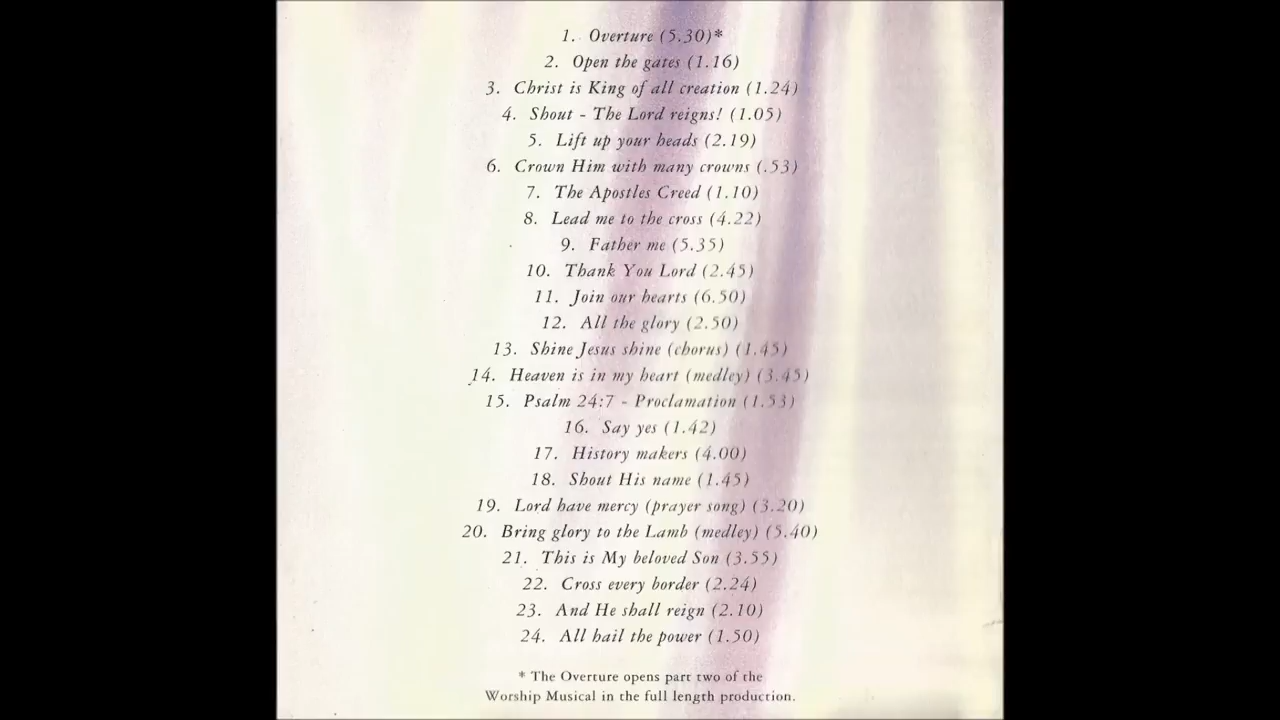 1. Overture (5.30)*
2. Open the gates (1.16)
3. Christ is King of all creation (1.24)
4. Shout - The Lord reigns! (1.05)
5. Lift up your heads (2.19)
6. Crown Him with many crowns (.53)
7. The Apostles Creed (1.10)
8. Lead me to the cross (4.22)
9. Father me (5.35)
10. Thank You Lord (2.45)
11. Join our hearts (6.50)
12. All the glory (2.50)
13. Shine Jesus shine (chorus) (1.45)
14. Heaven is in my heart (medley) (3.45)
15. Psalm 24:7 - Proclamation (1.53)
16. Say yes (1.42)
17. History makers (4.00)
18. Shout His name (1.45)
19. Lord have mercy (prayer song) (3.20)
20. Bring glory to the Lamb (medley) (5.40)
21. This is My beloved Son (3.55)
22. Cross every border (2.24)
23. And He shall reign (2.10)
24. All hail the power (1.50)
* The Overture opens part two of the
Worship Musical in the full length production.